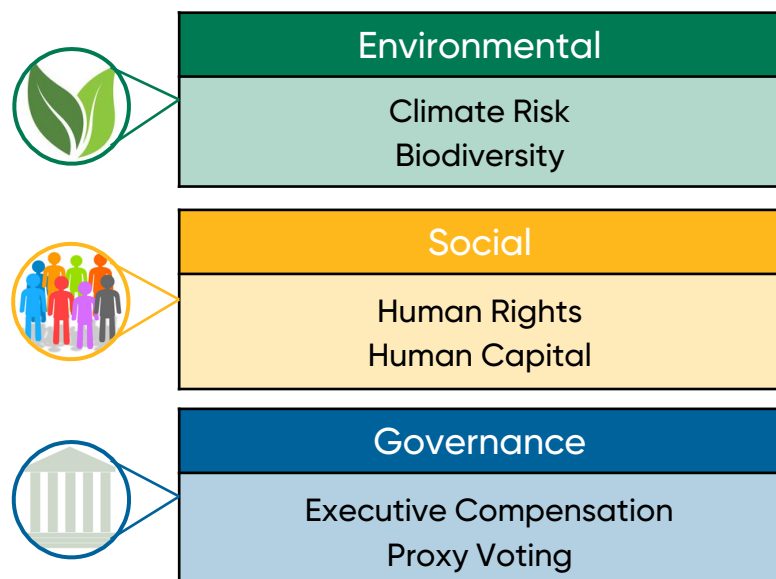 Environmental
Climate Risk
Biodiversity
Social
Human Rights
Human Capital
Governance
Executive Compensation
Proxy Voting